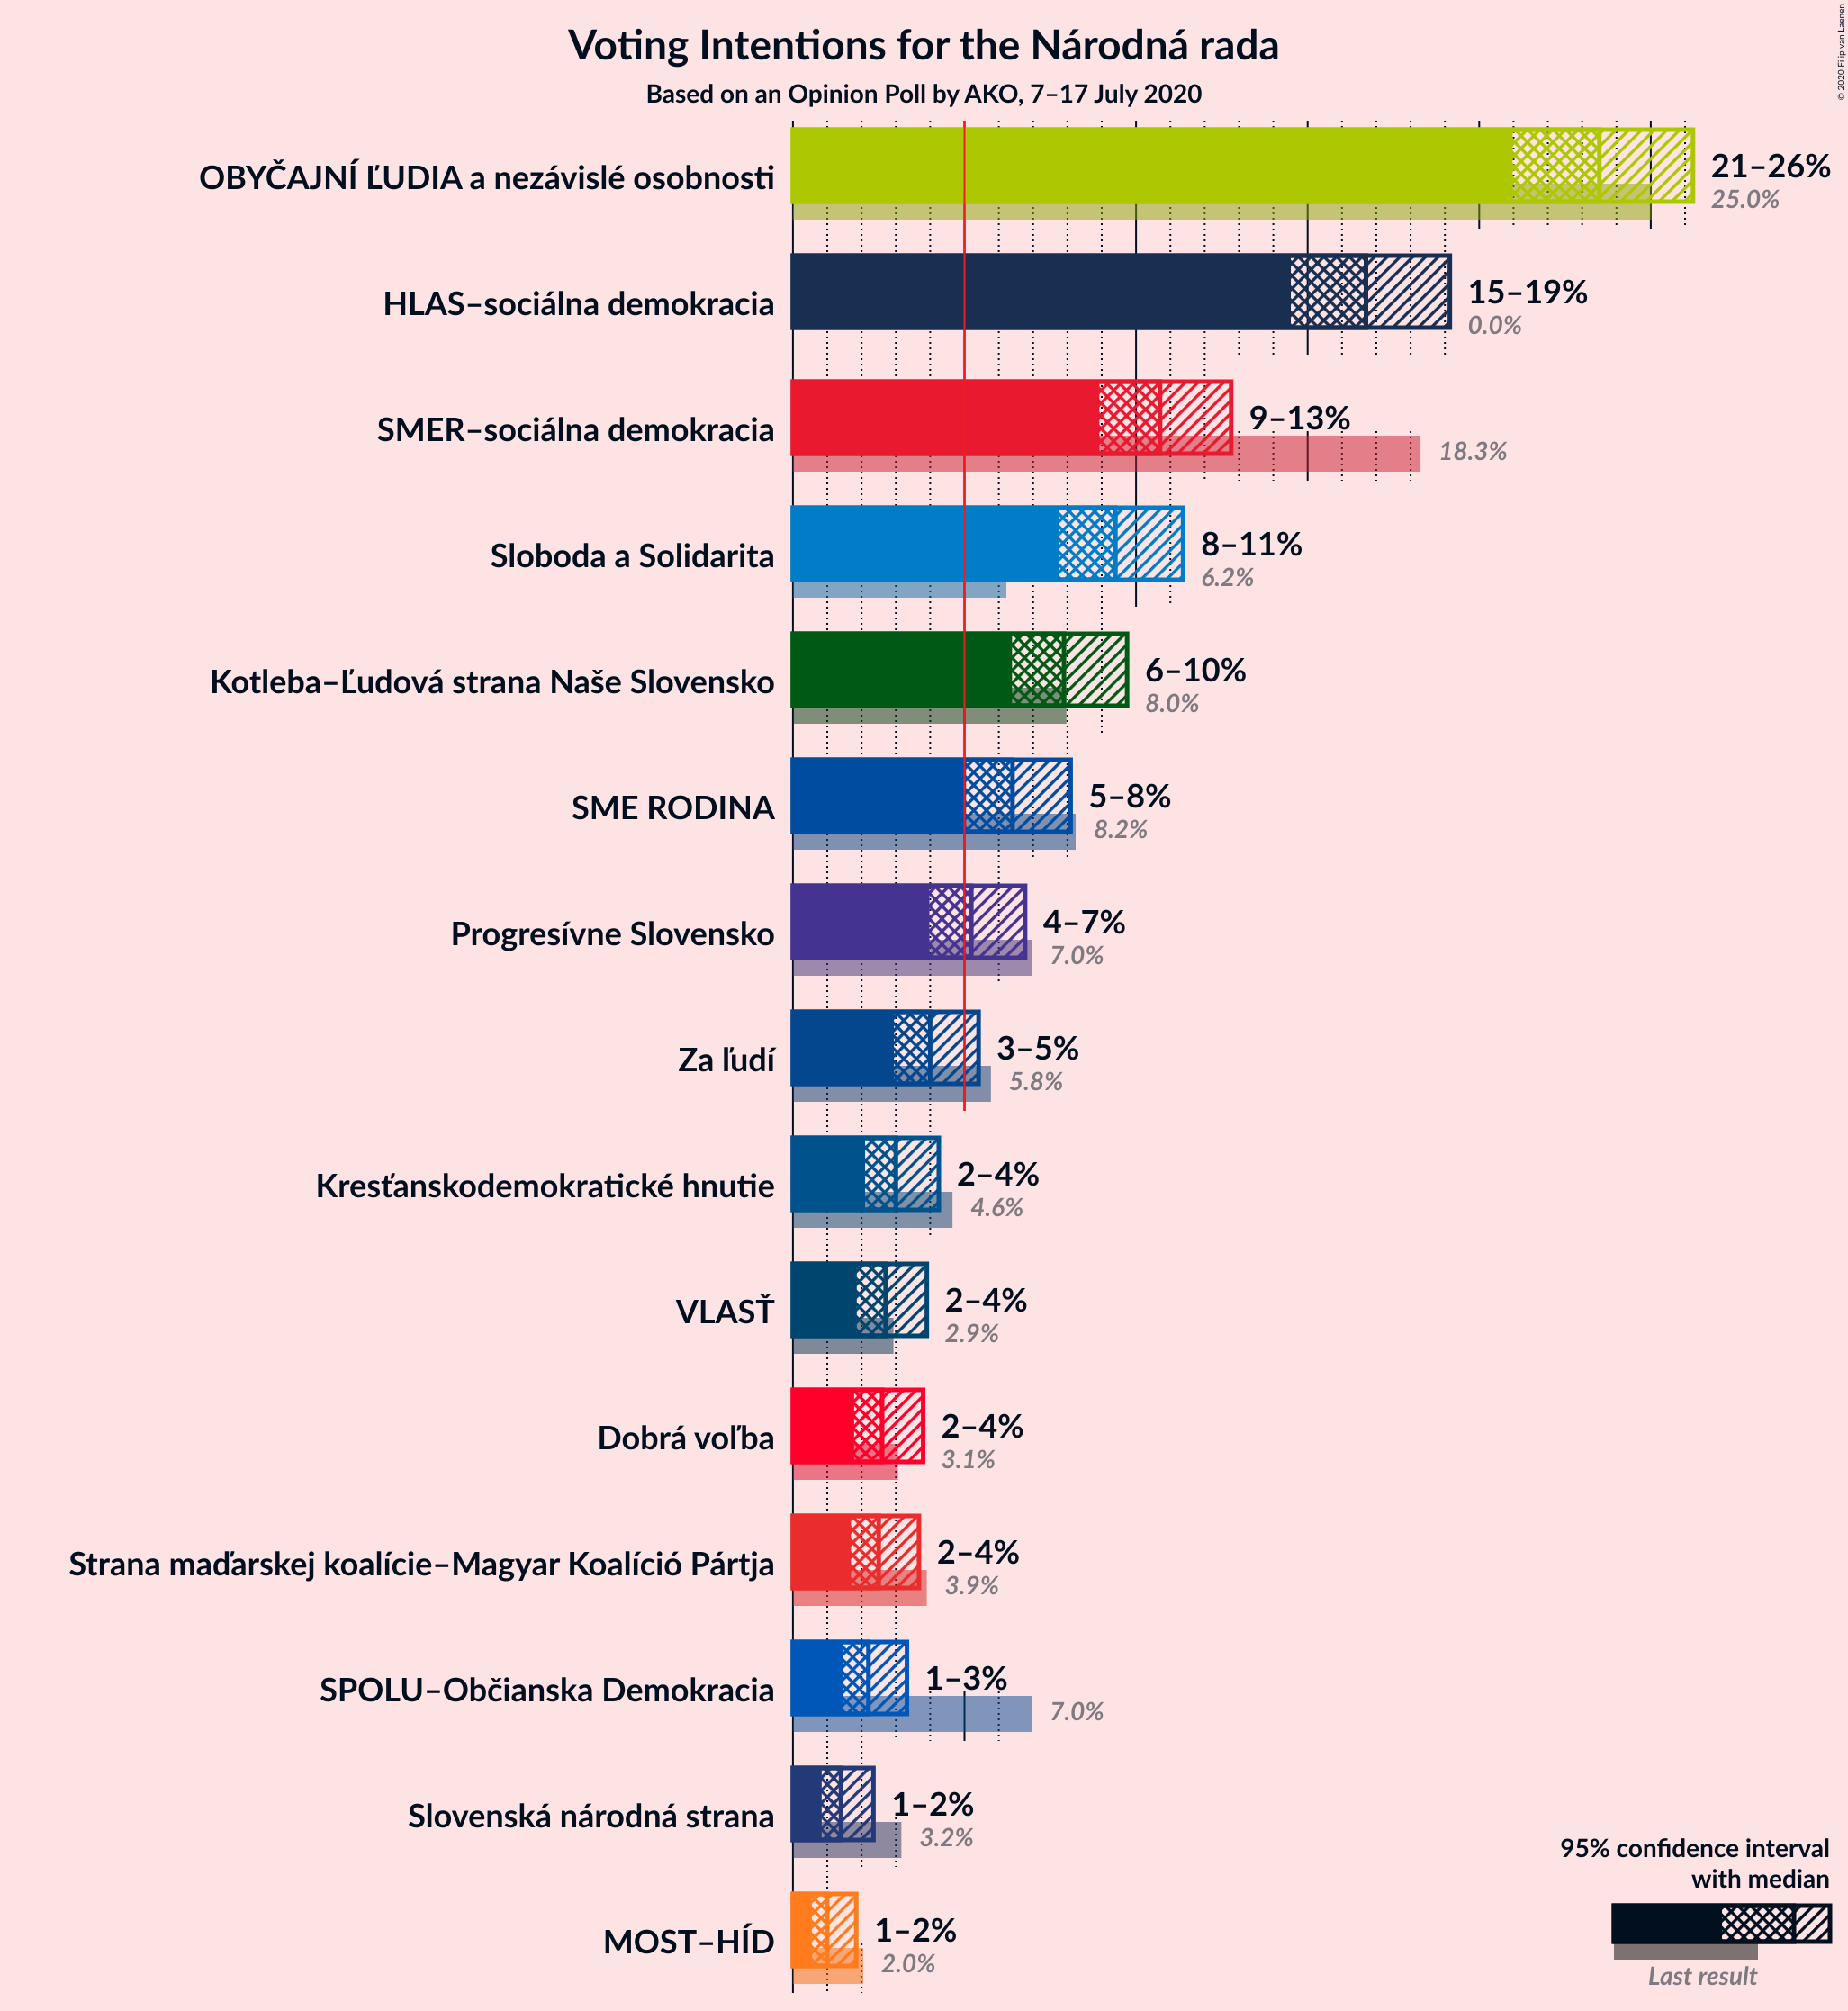 © 2020 Filip van Laenen
Voting Intentions for the Národná rada
Based on an Opinion Poll by AKO, 7–17 July 2020
OBYČAJNÍ ĽUDIA a nezávislé osobnosti
21–26%
25.0%
HLAS–sociálna demokracia
15–19%
0.0%
SMER–sociálna demokracia
9–13%
18.3%
Sloboda a Solidarita
8–11%
6.2%
Kotleba–Ľudová strana Naše Slovensko
6–10%
8.0%
SME RODINA
5–8%
8.2%
Progresívne Slovensko
4–7%
7.0%
Za ľudí
3–5%
5.8%
Kresťanskodemokratické hnutie
2–4%
4.6%
VLASŤ
2–4%
2.9%
Dobrá voľba
2–4%
3.1%
Strana maďarskej koalície–Magyar Koalíció Pártja
2–4%
3.9%
SPOLU–Občianska Demokracia
1–3%
7.0%
Slovenská národná strana
1–2%
3.2%
MOST–HÍD
1–2%
2.0%
95% confidence interval
with median
Last result